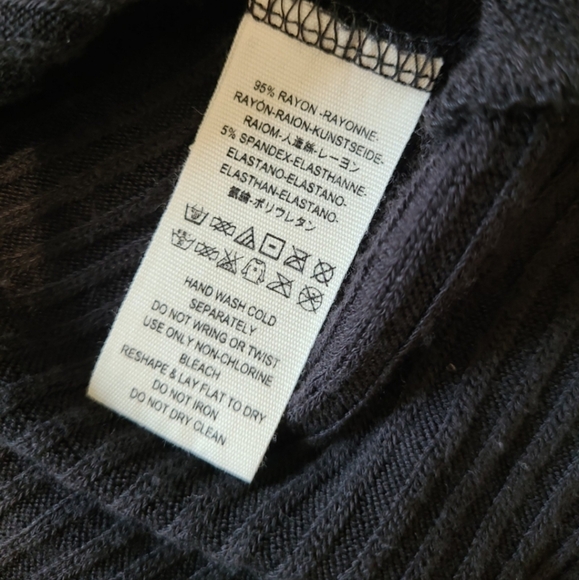 95% RAYON -RAYONNE-
RAYÓN-RAION-KUNSTSEIDE-
RAIOM-人造絲-レーヨン
5% SPANDEX-ELASTHANNE-
ELASTANO-ELASTANO-
ELASTHAN-ELASTANO-
氨綸-ポリウレタン
HAND WASH COLD
SEPARATELY
DO NOT WRING OR TWIST
USE ONLY NON-CHLORINE
BLEACH
RESHAPE & LAY FLAT TO DRY
DO NOT IRON
DO NOT DRY CLEAN